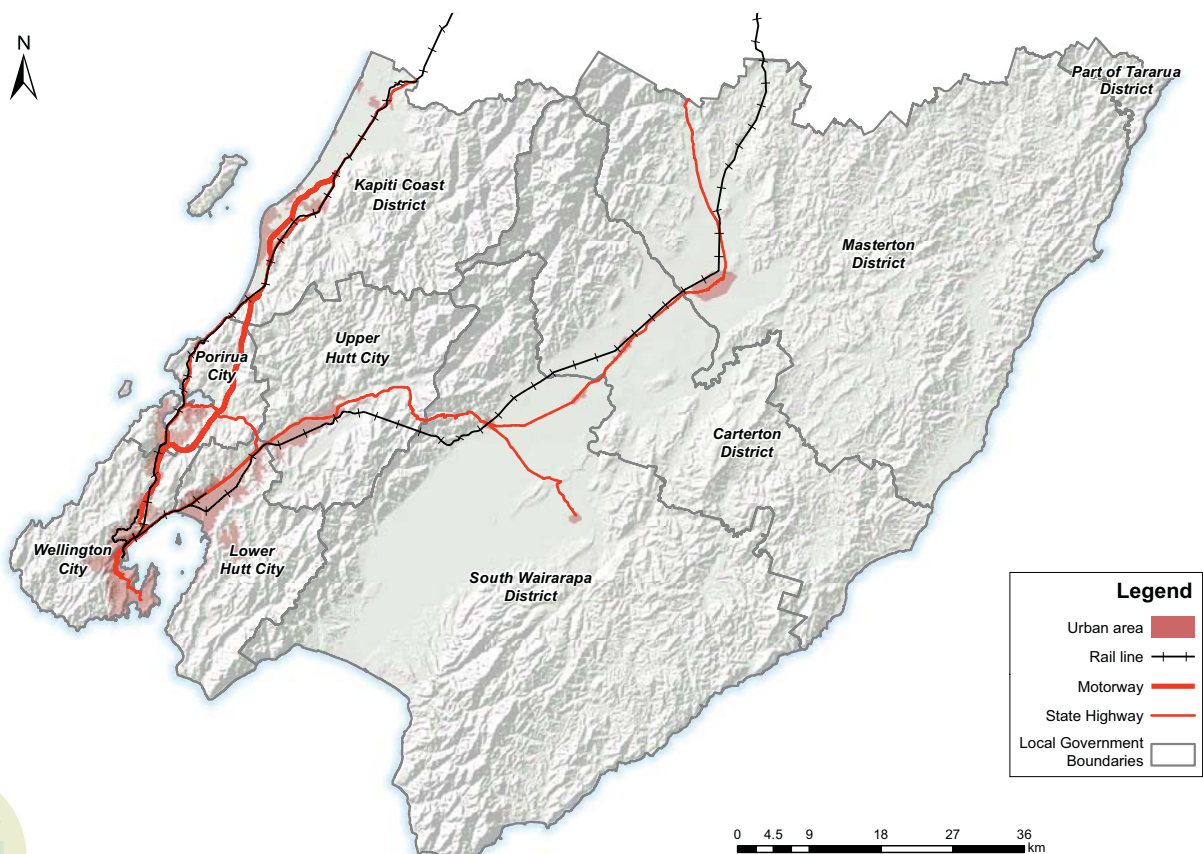 N
Part of Tararua
District
Kapiti Coast
District
Masterton
District
Upper
Hutt City
Porirua
City
Carterton
District
Wellington
City
Lower
Hutt City
South Wairarapa
District
Legend
Urban area
Rail line
Motorway
State Highway
Local Government
Boundaries
0 4.5 9 18 27 36
km